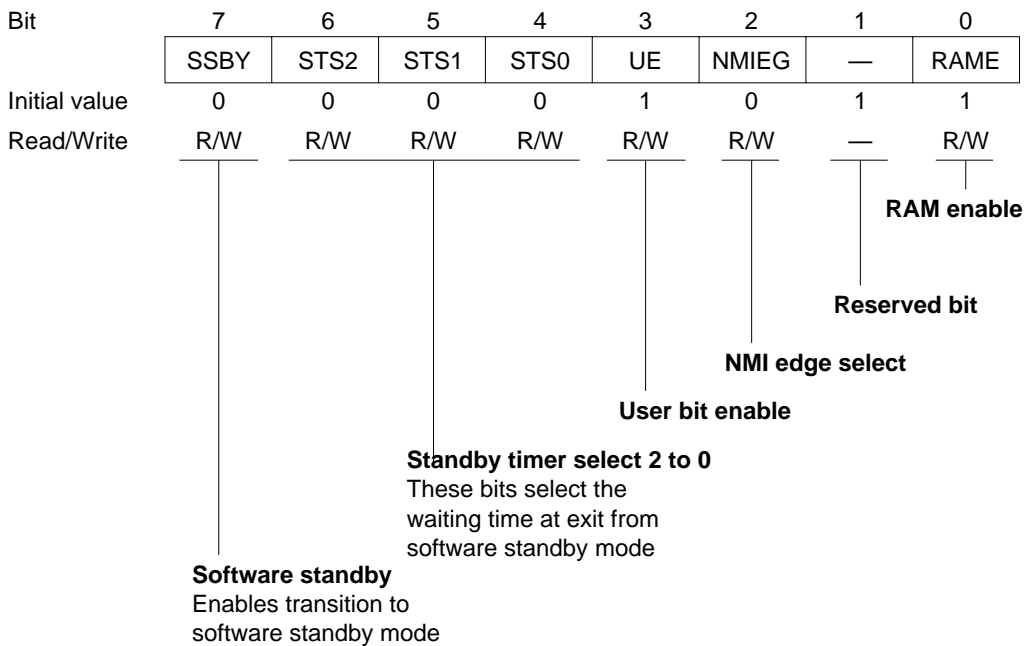 Bit 7 6 5 4 3 2 1 0
SSBY STS2 STS1 STS0 UE NMIEG — RAME
Initial value 0 0 0 0 1 0 1 1
Read/Write R/W R/W R/W R/W R/W R/W — R/W
RAM enable
Reserved bit
NMI edge select
User bit enable
Standby timer select 2 to 0
These bits select the
waiting time at exit from
software standby mode
Software standby
Enables transition to
software standby mode